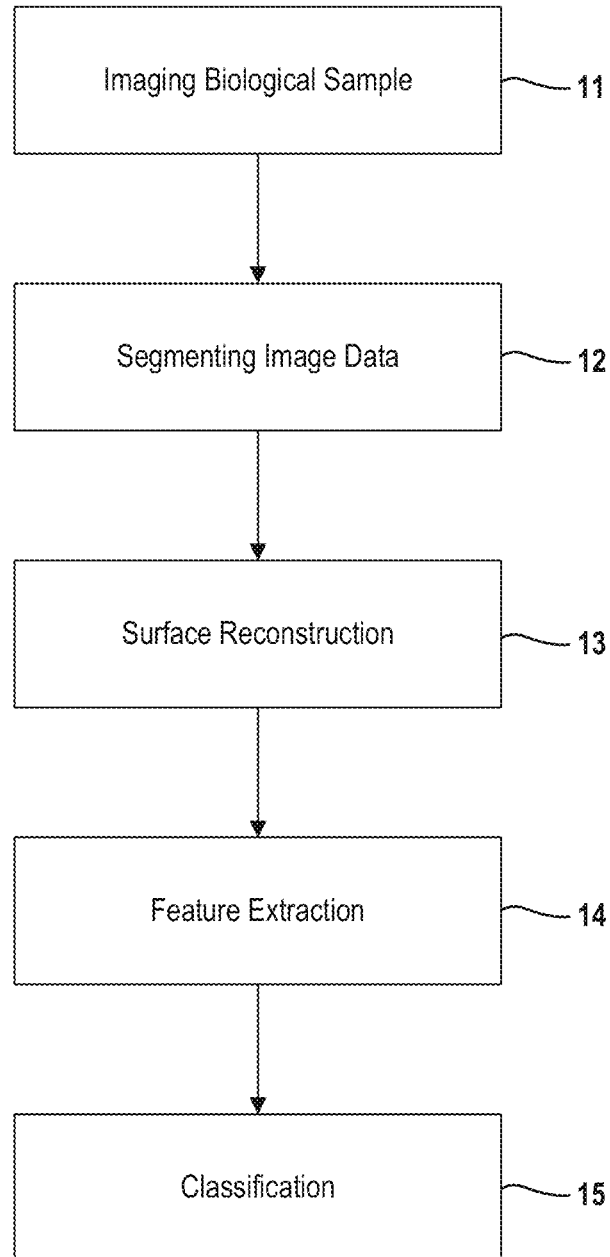 Imaging Biological Sample
11
Segmenting Image Data
12
Surface Reconstruction
13
Feature Extraction
14
Classification
15